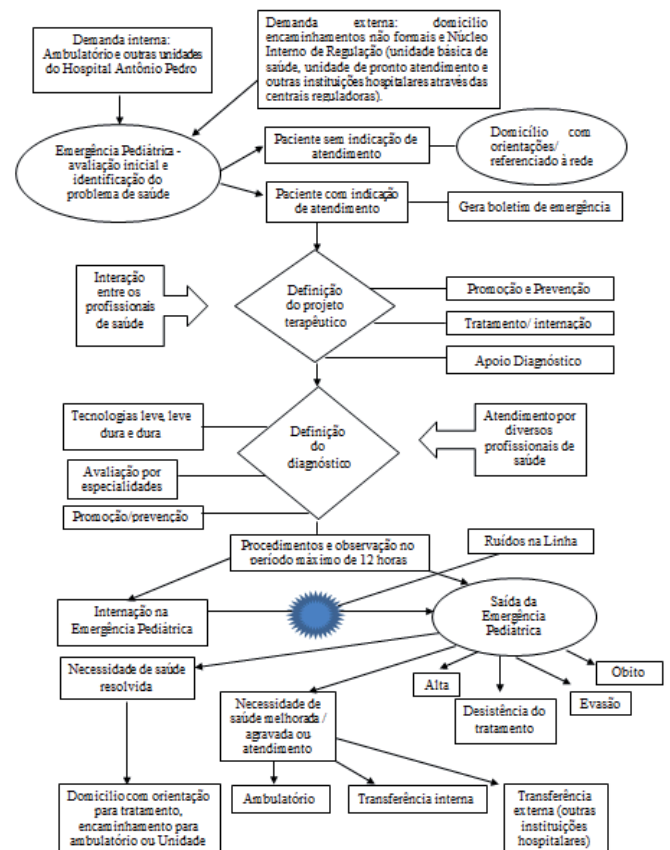 Demanda interna:
Ambulatório e outras unidades
do Hospital Antônio Pedro
Demanda externa: domicilio
encaminhamentos não formais e Núcleo
Interno de Regulação (unidade básica de
saúde, unidade de pronto atendimento e
outras instituições hospitalares através das
centrais reguladoras).
Emergência Pediátrica -
avaliação inicial e
identificação do
problema de saúde
Paciente sem indicação de
atendimento
Domicílio com
orientações/
referenciado à rede
Paciente com indicação
de atendimento
Gera boletim de emergência
Interação
entre os
profissionais
de saúde
Definição
do projeto
terapêutico
Promoção e Prevenção
Tratamento/ internação
Apoio Diagnóstico
Tecnologias leve, leve
dura e dura
Avaliação por
especialidades
Promoção/prevenção
Definição
do
diagnóstico
Atendimento por
diversos
profissionais de
saúde
Procedimentos e observação no
período máximo de 12 horas
Ruídos na Linha
Internação na
Emergência Pediátrica
Saída da
Emergência
Pediátrica
Necessidade de saúde
resolvida
Necessidade de
saúde melhorada /
agravada ou
atendimento
Alta
Desistência do
tratamento
Evasão
Obito
Domicilio com orientação
para tratamento,
encaminhamento para
ambulatório ou Unidade
Ambulatório
Transferência interna
Transferência
externa (outras
instituições
hospitalares)